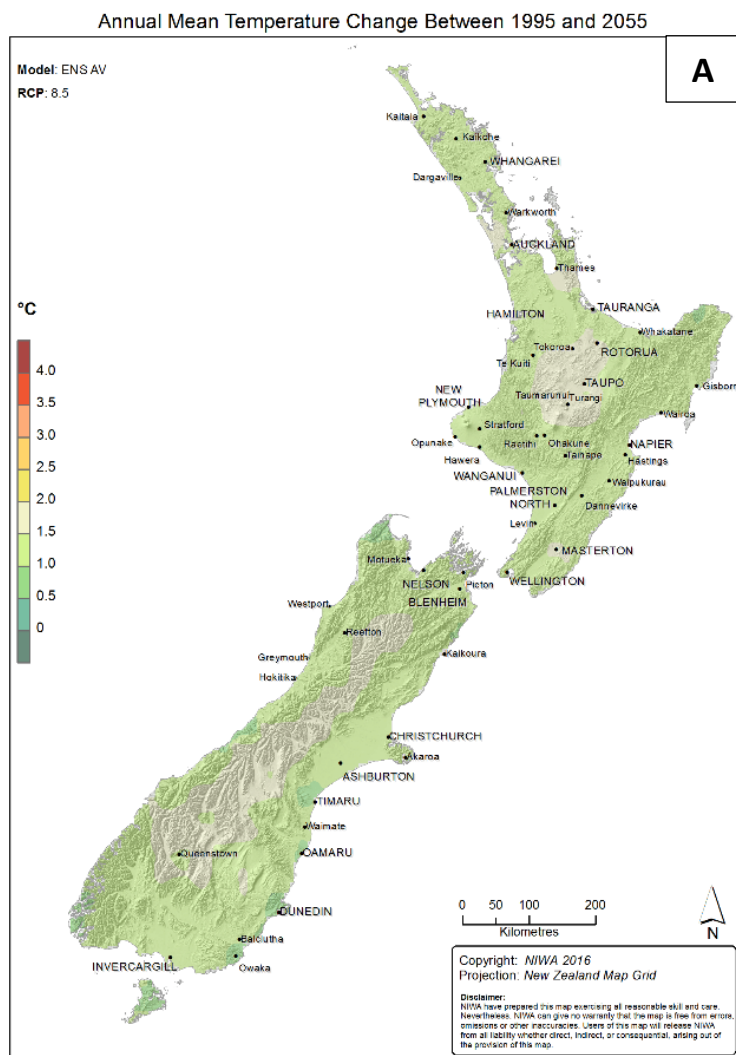 Annual Mean Temperature Change Between 1995 and 2055
Model: ENS AV
RCP: 8.5
A
Kaitaia
Kaikohe
WHANGAREI
Dargaville
Warkworth
AUCKLAND
Thames
TAURANGA
HAMILTON
Whakatane
Tokoroa
ROTORUA
Te Kuiti
TAUPO
Gisborn
Taumarunui
Turangi
NEW
PLYMOUTH
Wairoa
Stratford
Opunake
Raetihi
Ohakune
NAPIER
Hawera
Taihape
Hastings
WANGANUI
Waipukurau
PALMERSTON
NORTH
Dannevirke
Levin
MASTERTON
WELLINGTON
Motueka
NELSON
Picton
BLENHEIM
Westport
Reefton
Kaikoura
Greymouth
Hokitika
CHRISTCHURCH
Akaroa
ASHBURTON
TIMARU
Waimate
Queenstown
OAMARU
DUNEDIN
Balclutha
INVERCARGILL
Owaka
°C
4.0
3.5
3.0
2.5
2.0
1.5
1.0
0.5
0
0 50 100 200
Kilometres
N
Copyright: NIWA 2016
Projection: New Zealand Map Grid
Disclaimer:
NIWA have prepared this map exercising all reasonable skill and care.
Nevertheless, NIWA can give no warranty that the map is free from errors,
omissions or other inaccuracies. Users of this map will release NIWA
from all liability whether direct, indirect, or consequential, arising out of
the provision of this map.